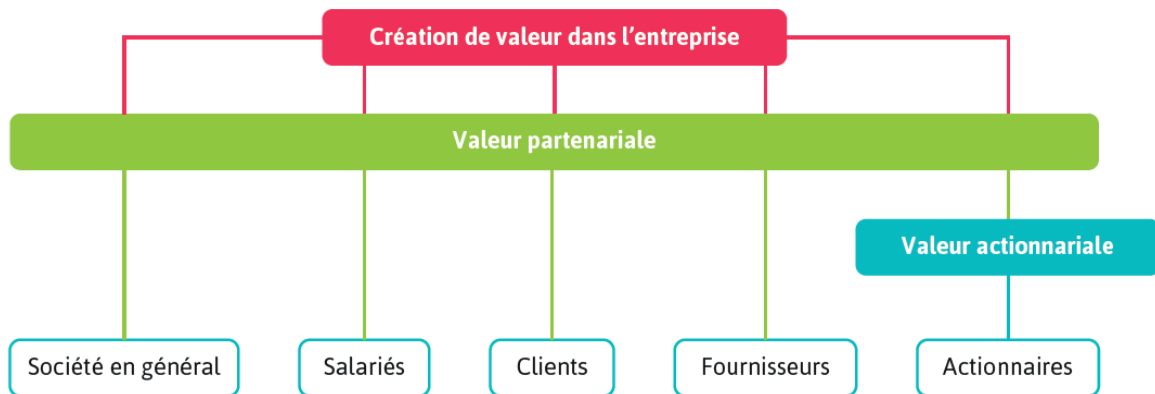 Création de valeur dans l’entreprise
Valeur partenariale
Valeur actionnariale
Société en général
Salariés
Clients
Fournisseurs
Actionnaires